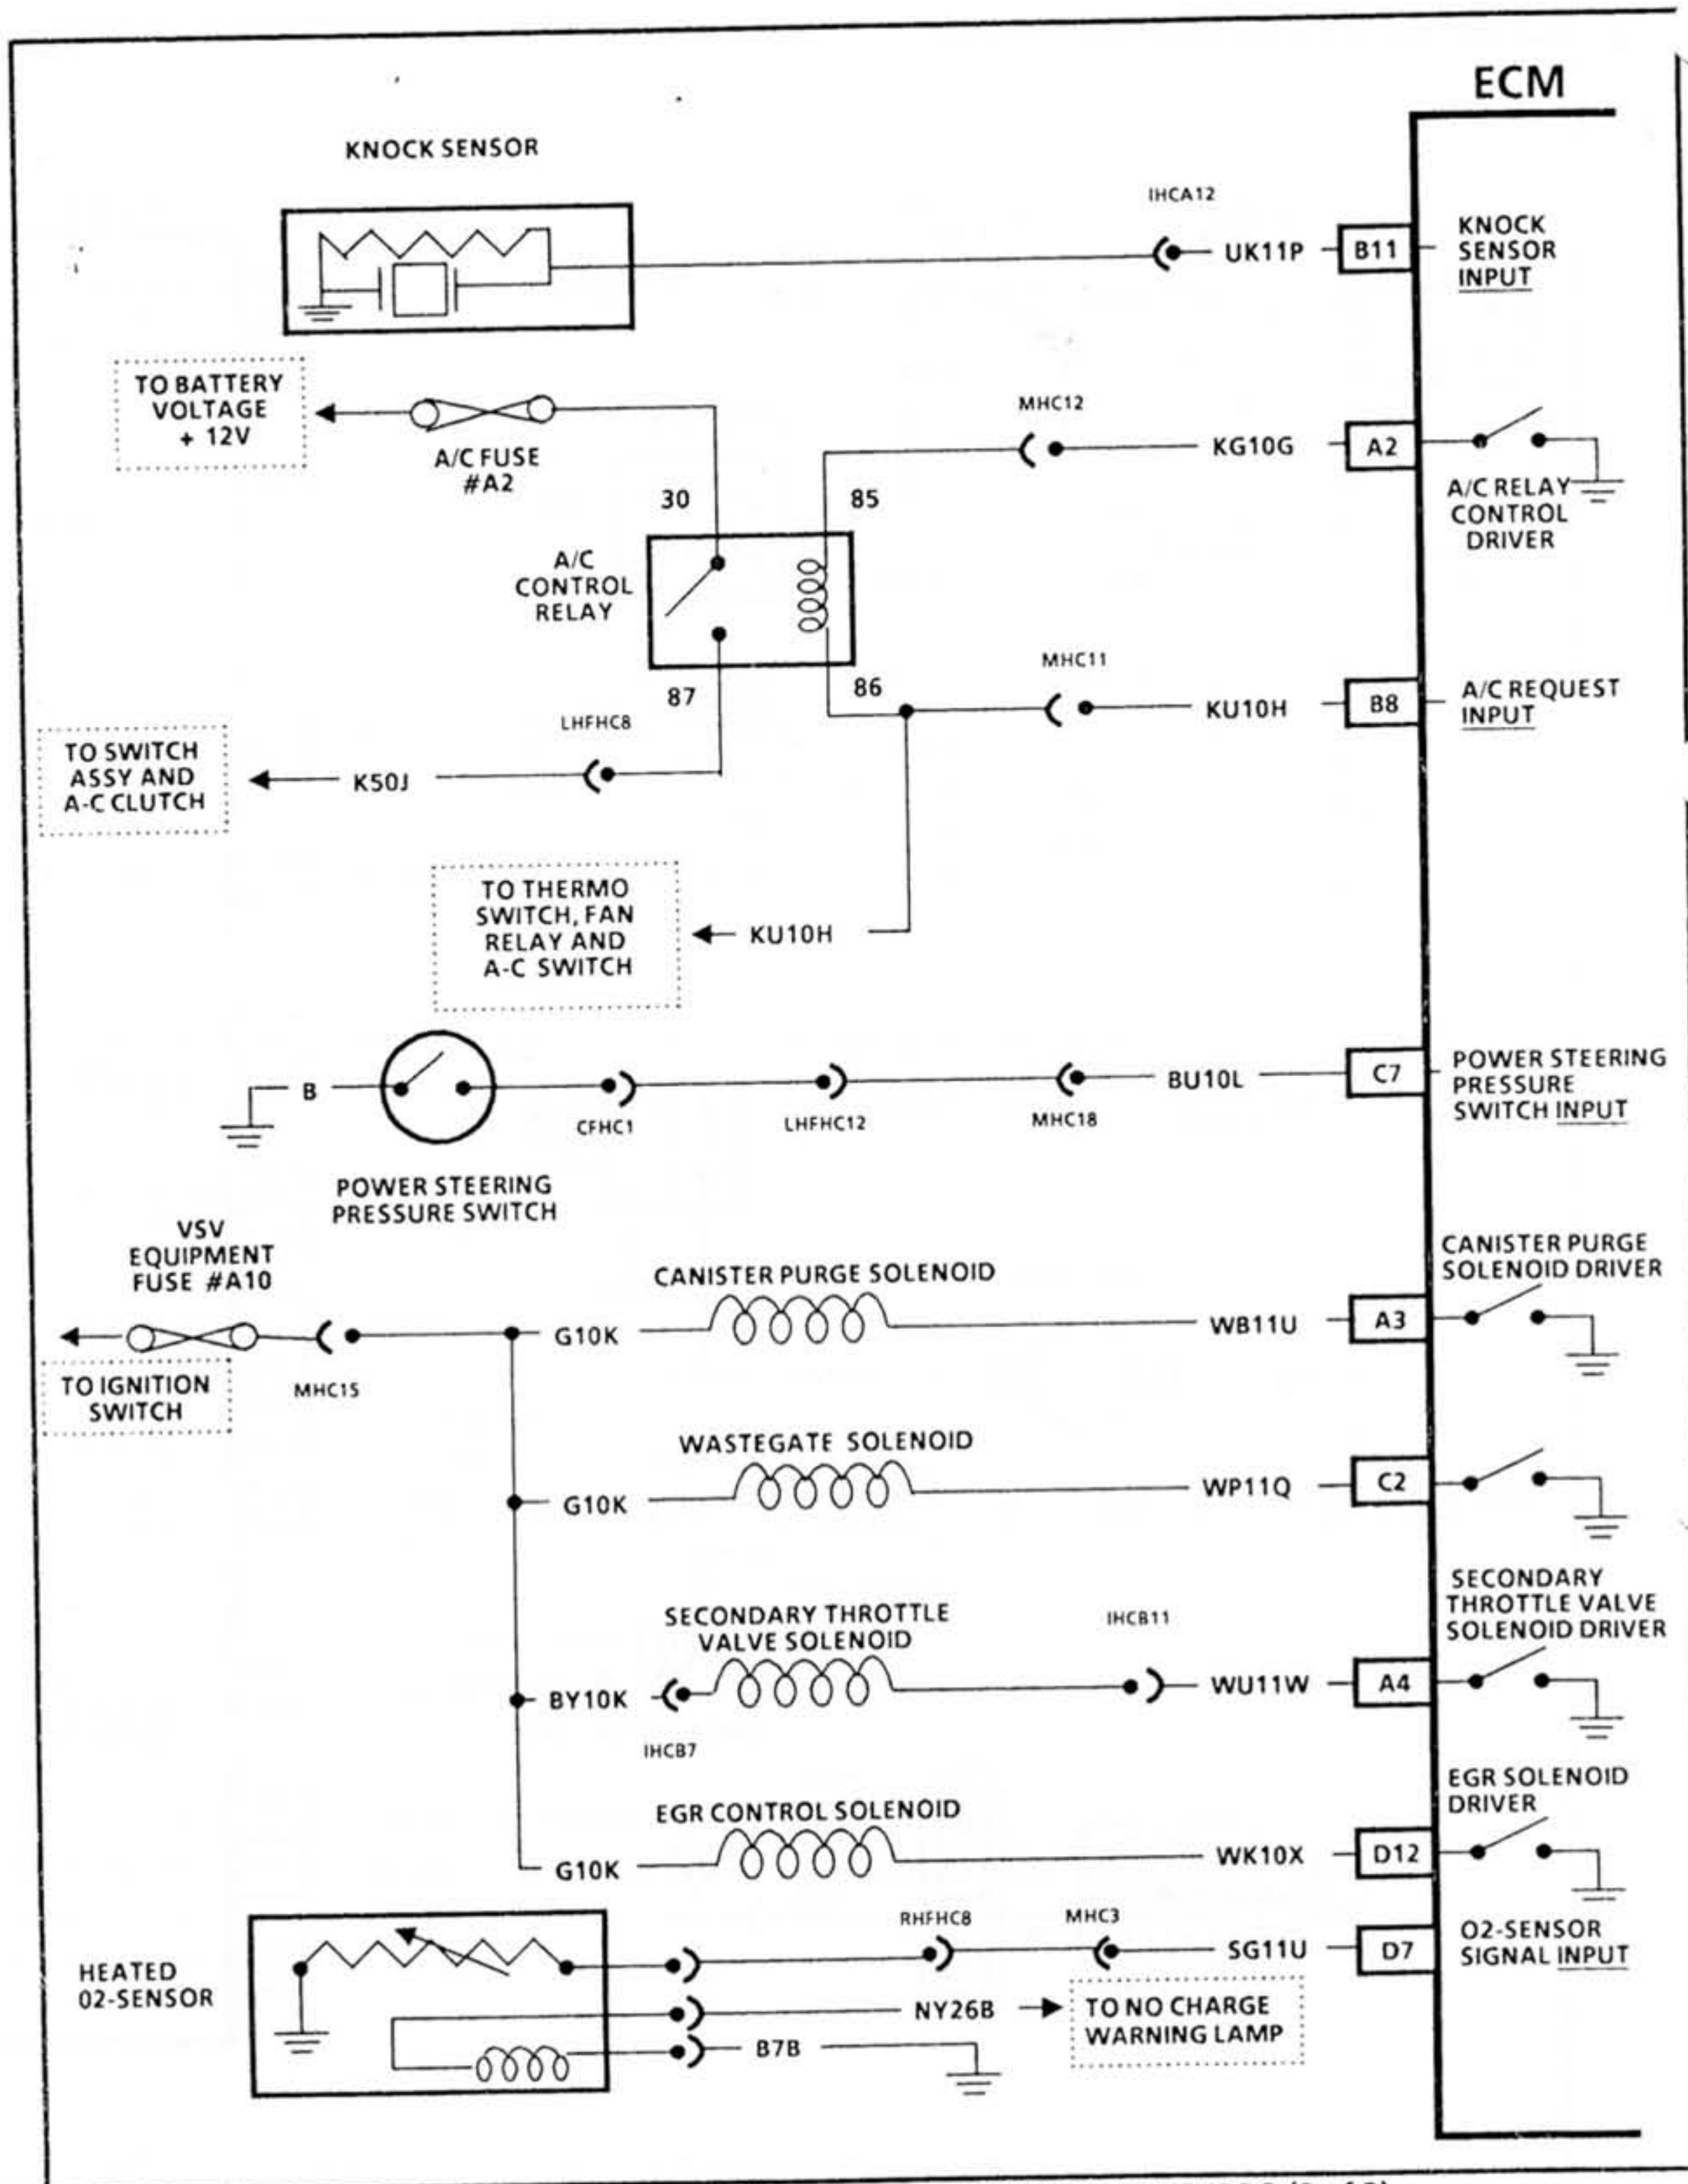 ECM
KNOCK SENSOR
IHCA12
UK11P
B11
KNOCK
SENSOR
INPUT
TO BATTERY
VOLTAGE
+ 12V
A/C FUSE
#A2
MHC12
KG10G
A2
A/C RELAY
CONTROL
DRIVER
30
85
A/C
CONTROL
RELAY
87
86
MHC11
KU10H
B8
A/C REQUEST
INPUT
LHFHC8
TO SWITCH
ASSY AND
A-C CLUTCH
K50J
TO THERMO
SWITCH, FAN
RELAY AND
A-C SWITCH
KU10H
B
CFHC1
LHFHC12
MHC18
BU10L
C7
POWER STEERING
PRESSURE
SWITCH INPUT
POWER STEERING
PRESSURE SWITCH
VSV
EQUIPMENT
FUSE #A10
TO IGNITION
SWITCH
MHC15
CANISTER PURGE SOLENOID
G10K
WB11U
A3
CANISTER PURGE
SOLENOID DRIVER
WASTEGATE SOLENOID
G10K
WP11Q
C2
SECONDARY THROTTLE
VALVE SOLENOID
IHCB11
BY10K
IHCB7
WU11W
A4
SECONDARY
THROTTLE VALVE
SOLENOID DRIVER
EGR CONTROL SOLENOID
G10K
WK10X
D12
EGR SOLENOID
DRIVER
HEATED
02-SENSOR
RHFHC8
MHC3
SG11U
D7
O2-SENSOR
SIGNAL INPUT
NY26B
TO NO CHARGE
WARNING LAMP
B7B